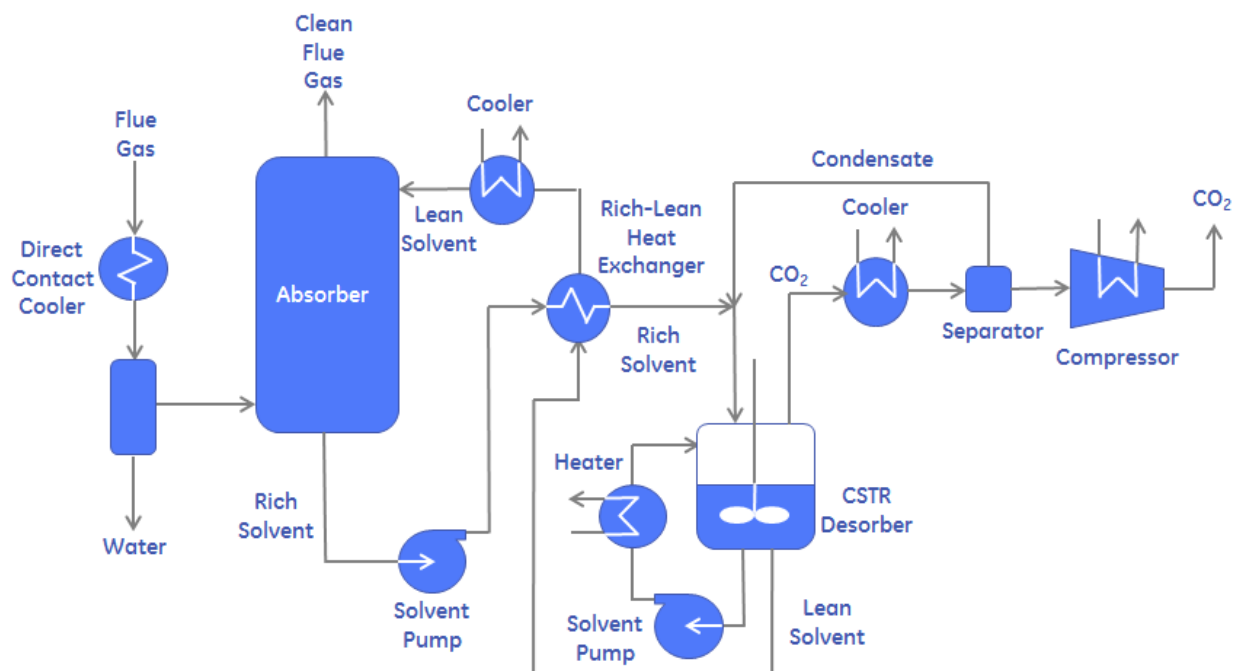 Clean
Flue
Gas
Flue
Gas
Cooler
Condensate
CO₂
Lean
Solvent
Rich-Lean
Heat
Exchanger
Cooler
Direct
Contact
Cooler
Absorber
CO₂
Separator
Rich
Solvent
Compressor
Heater
CSTR
Desorber
Rich
Solvent
Water
Solvent
Pump
Solvent
Pump
Lean
Solvent